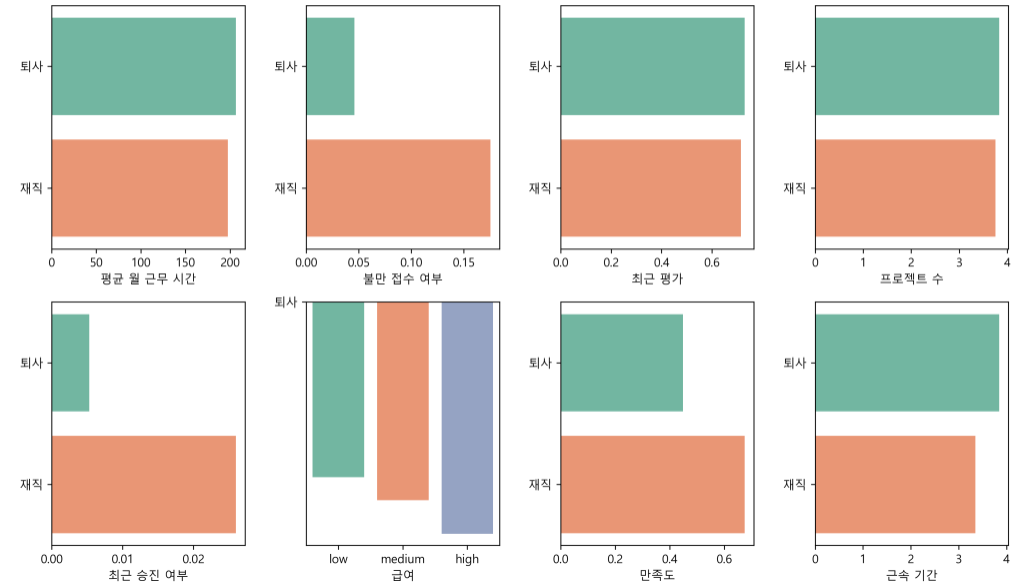 퇴사
재직
0 50 100 150 200
평균 월 근무 시간
퇴사
재직
0.00 0.05 0.10 0.15
불만 접수 여부
퇴사
재직
0.0 0.2 0.4 0.6
최근 평가
퇴사
재직
0 1 2 3 4
프로젝트 수
퇴사
재직
0.00 0.01 0.02
최근 승진 여부
퇴사
low medium high
급여
퇴사
재직
0.0 0.2 0.4 0.6
만족도
퇴사
재직
0 1 2 3 4
근속 기간